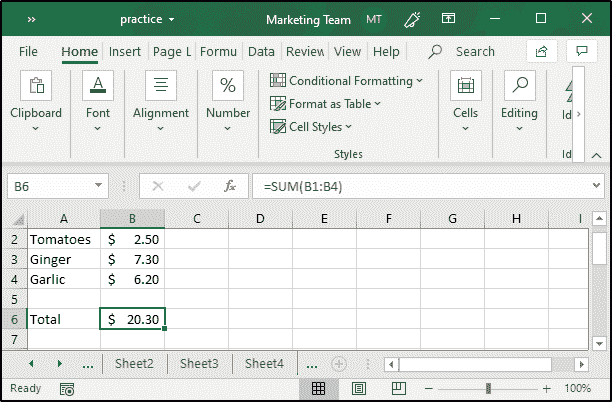 ›› practice Marketing Team MT
File Home Insert Page L Formu Data Review View Help Search
Clipboard Font Alignment Number Conditional Formatting Format as Table Cell Styles Styles Cells Editing Id Id
B6 fx =SUM(B1:B4)
A B C D E F G H I
2 Tomatoes $ 2.50
3 Ginger $ 7.30
4 Garlic $ 6.20
5
6 Total $ 20.30
7
... Sheet2 Sheet3 Sheet4 ...
Ready 100%